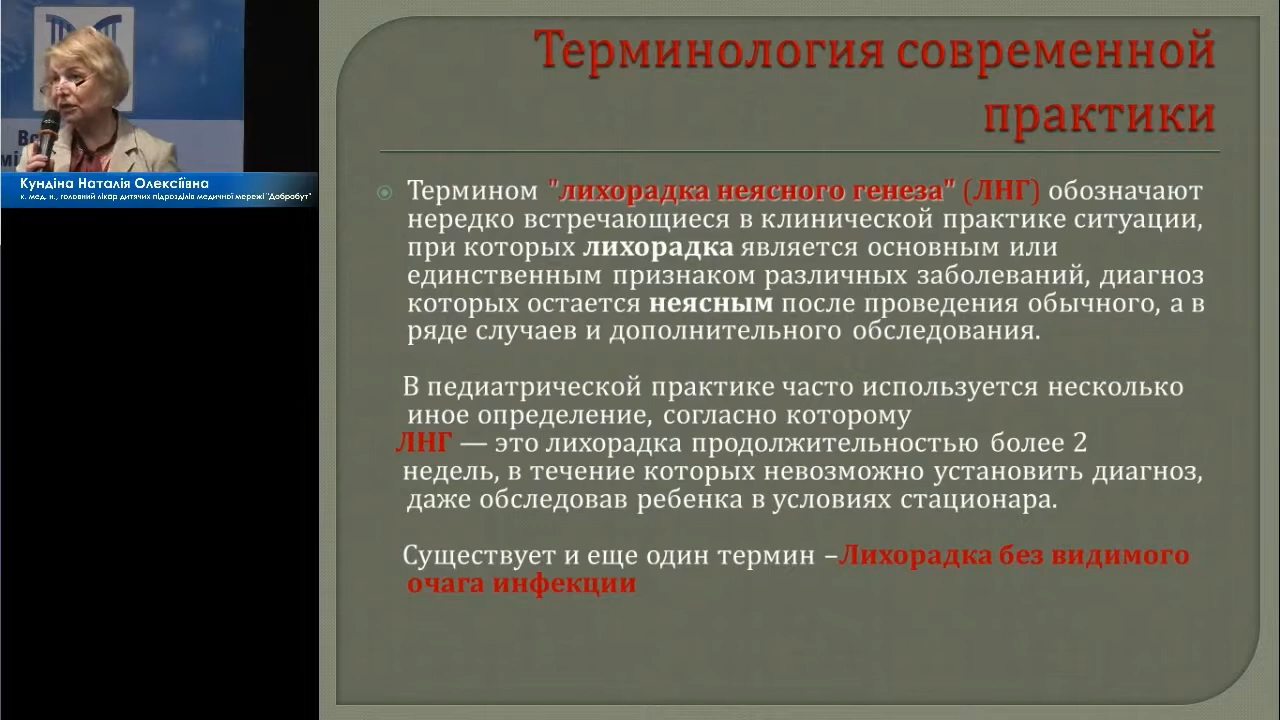 Кундіна Наталія Олексіївна
к. мед. н., головний лікар дитячих підрозділів медичної мережі "Добробут"
Терминология современной
практики
Термином "лихорадка неясного генеза" (ЛНГ) обозначают
нередко встречающиеся в клинической практике ситуации,
при которых лихорадка является основным или
единственным признаком различных заболеваний, диагноз
которых остается неясным после проведения обычного, а в
ряде случаев и дополнительного обследования.
В педиатрической практике часто используется несколько
иное определение, согласно которому
ЛНГ — это лихорадка продолжительностью более 2
недель, в течение которых невозможно установить диагноз,
даже обследовав ребенка в условиях стационара.
Существует и еще один термин –Лихорадка без видимого
очага инфекции